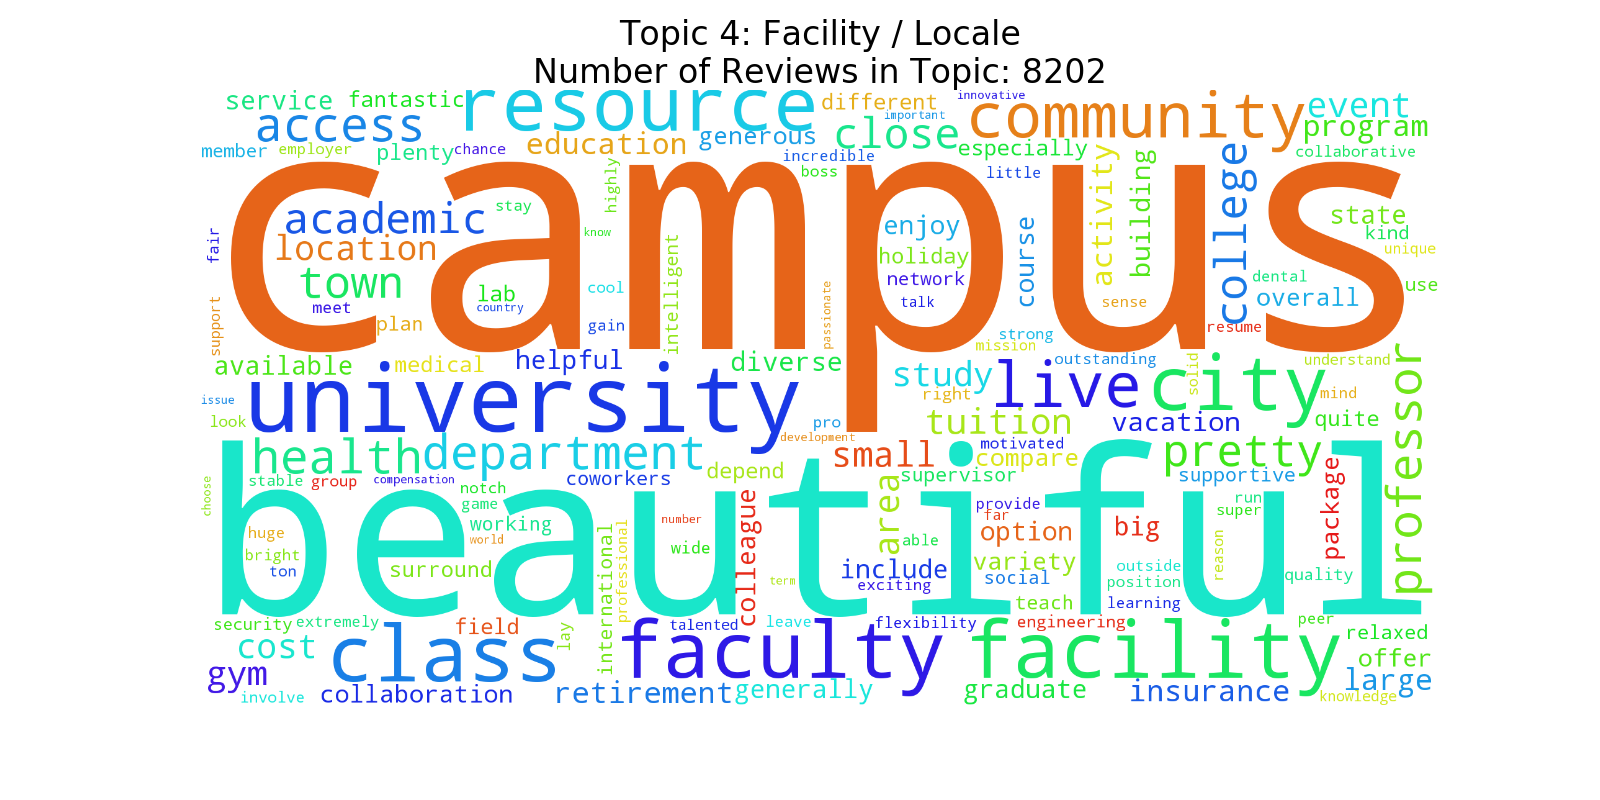 Topic 4: Facility / Locale
Number of Reviews in Topic: 8202
resource
community
service
fantastic
different
innovative
event
access
important
program
member
employer
plenty
chance
education
generous
close
incredible
boss
especially
little
collaborative
campus
highly
activity
building
college
academic
stay
know
enjoy
state
kind
unique
fair
location
town
lab
country
meet
plan
cool
gain
intelligent
passionate
holiday
network
talk
course
sense
dental
overall
use
support
strong
resume
mission
available
medical
helpful
diverse
outstanding
solid
understand
university
study
right
live
city
mind
professor
issue
look
pro
development
tuition
vacation
quite
health
department
small
motivated
compare
pretty
depend
supervisor
supportive
choose
stable
group
compensation
notch
game
coworkers
beautiful
area
package
huge
working
world
number
wide
colleague
provide
far
option
big
run
super
bright
ton
surround
international
professional
able
variety
reason
term
include
exciting
social
outside
position
quality
teach
learning
security
extremely
field
lay
talented
leave
flexibility
engineering
peer
relaxed
cost
class
faculty
facility
offer
gym
large
involve
collaboration
retirement
generally
graduate
insurance
knowledge